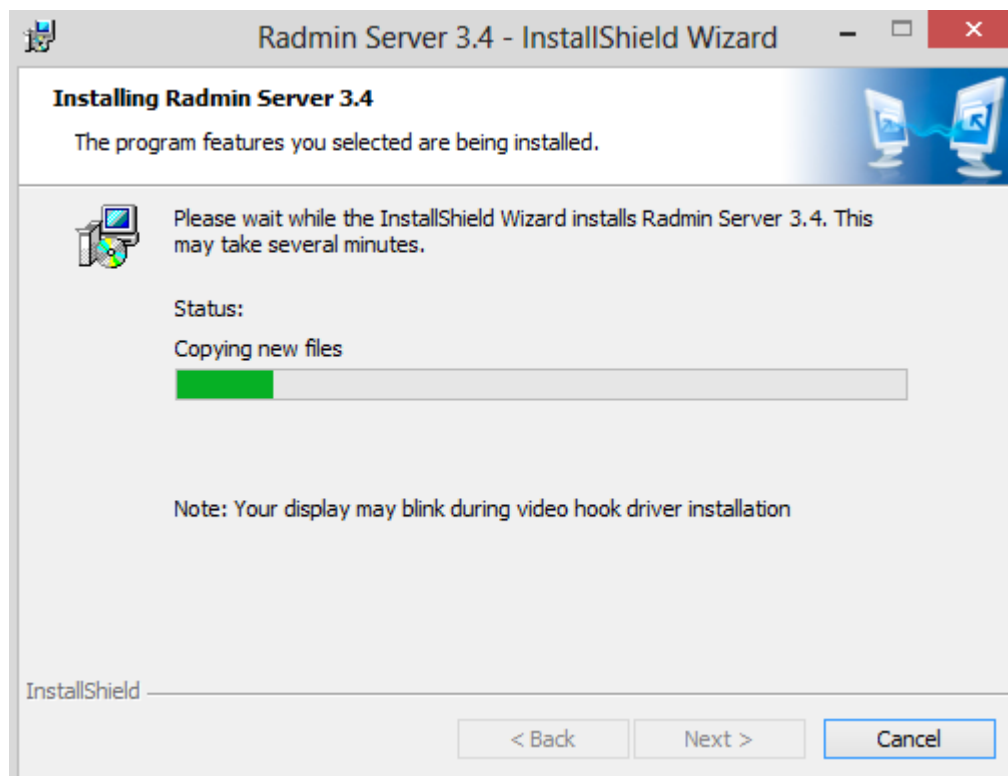 Radmin Server 3.4 - InstallShield Wizard
Installing Radmin Server 3.4
The program features you selected are being installed.
Please wait while the InstallShield Wizard installs Radmin Server 3.4. This
may take several minutes.
Status:
Copying new files
Note: Your display may blink during video hook driver installation
InstallShield
< Back
Next >
Cancel